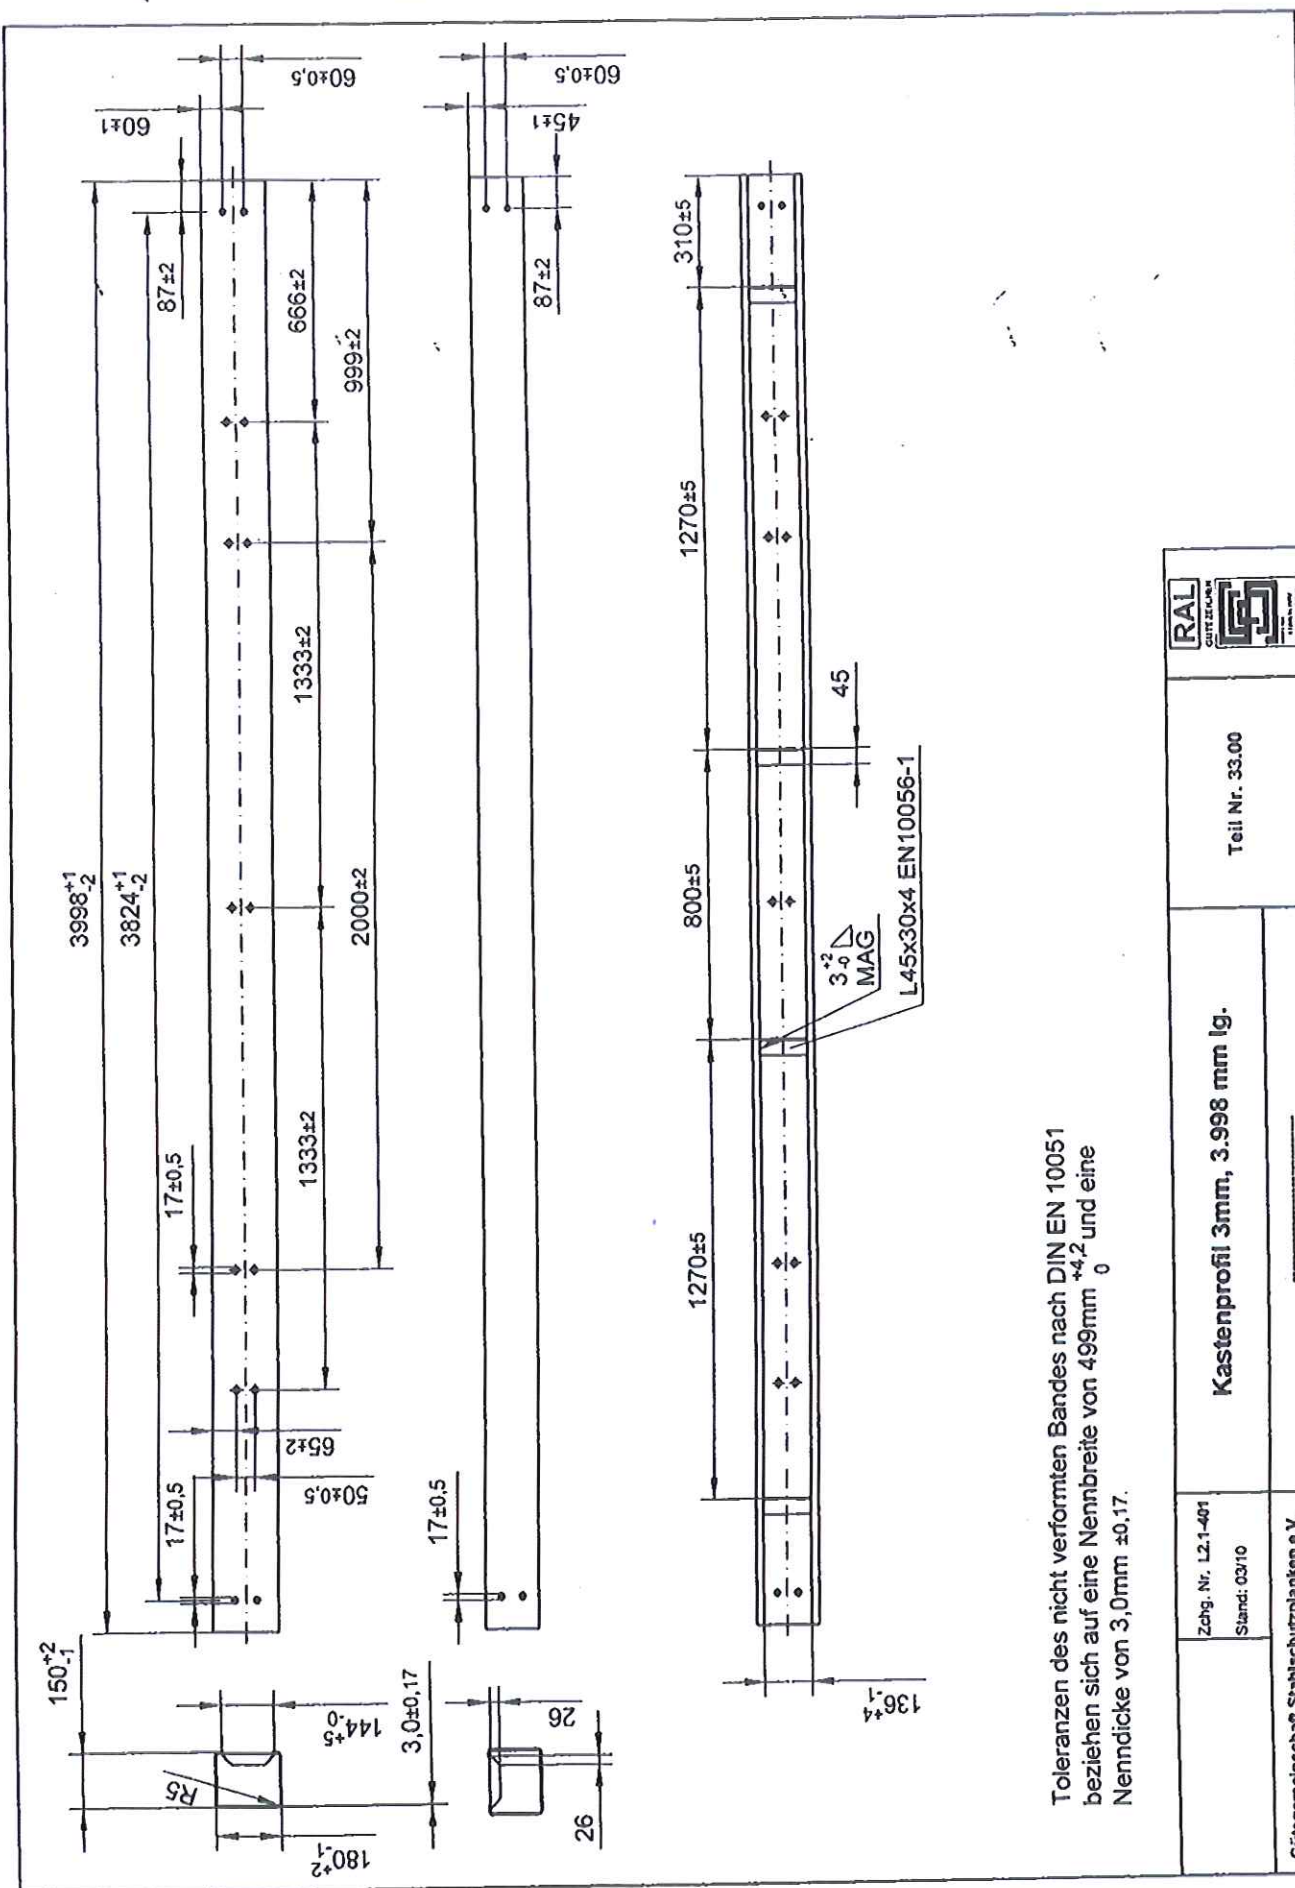 3998 +1 -2
3824 +1 -2
87±2
60±1
60±0,5
666±2
999±2
1333±2
2000±2
1333±2
17±0,5
17±0,5
65±2
50±0,5
150 +2 -1
R5
180 +2 -1
144 +5 -0
3,0±0,17
45±1
60±0,5
87±2
17±0,5
26
26
310±5
1270±5
800±5
1270±5
45
3 +2 -0
MAG
L45x30x4 EN10056-1
136 +4 -1
Toleranzen des nicht verformten Bandes nach DIN EN 10051
beziehen sich auf eine Nennbreite von 499mm +4,2 0 und eine
Nenndicke von 3,0mm ±0,17.
Zchg. Nr. L2.1-401
Stand: 03/10
Kastenprofil 3mm, 3.998 mm lg.
Teil Nr. 33.00
RAL
GÜTEZEICHEN